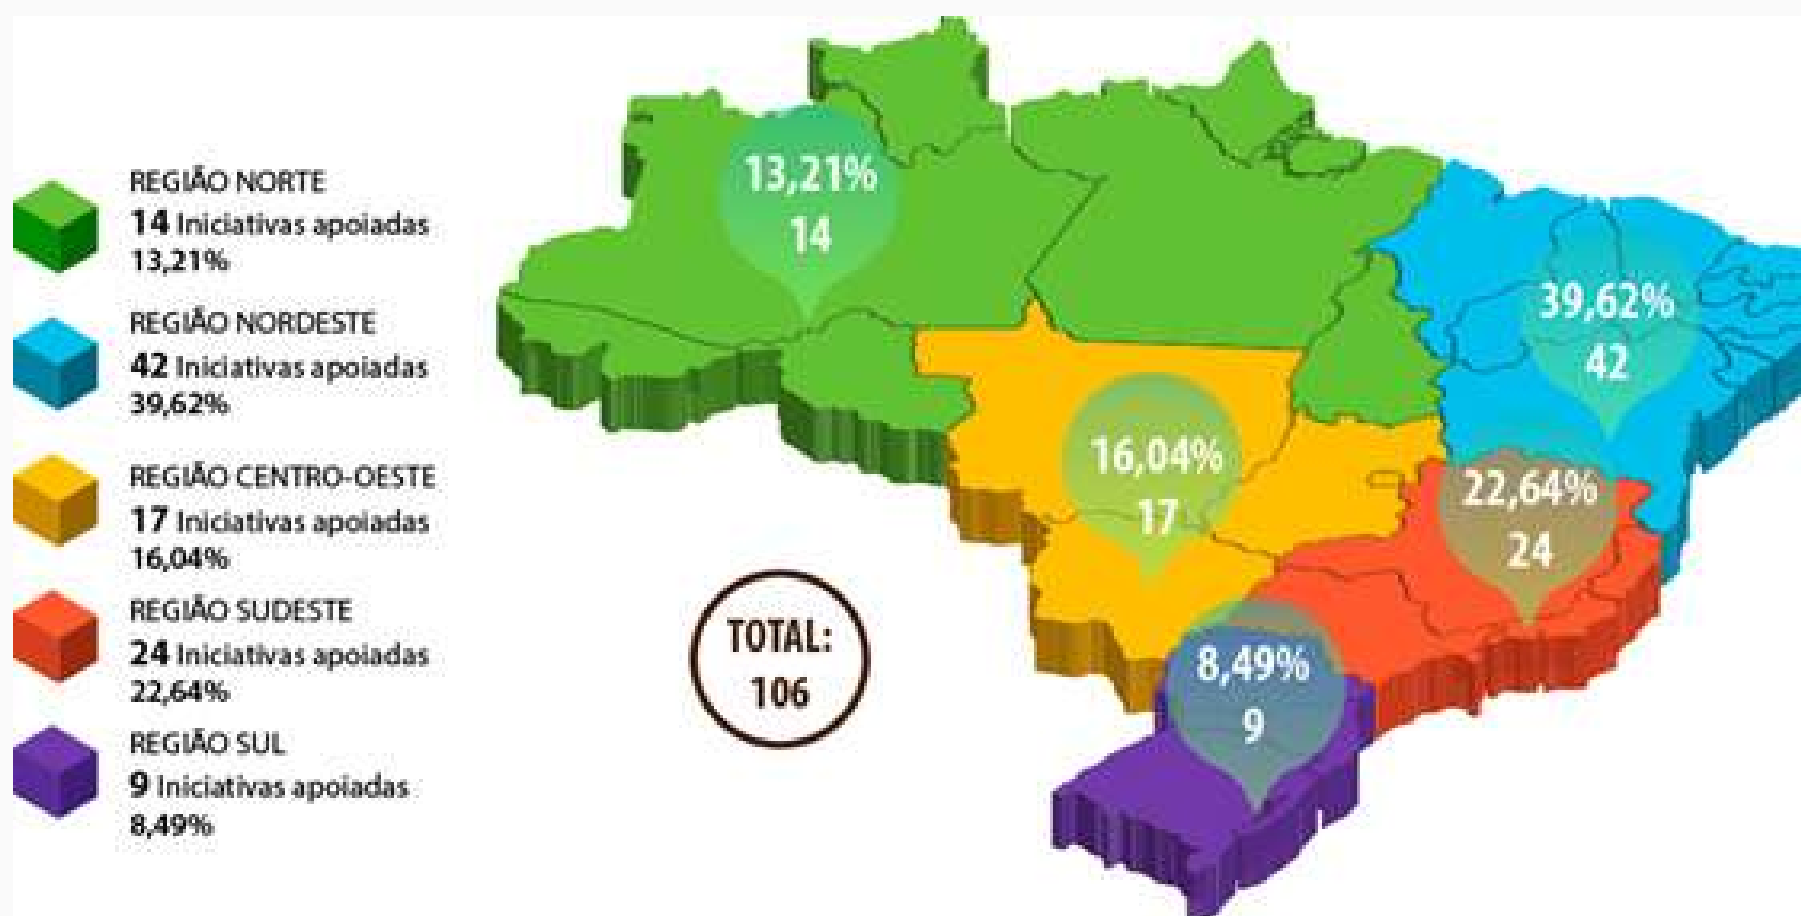 REGIÃO NORTE
14 Iniciativas apoiadas
13,21%
REGIÃO NORDESTE
42 Iniciativas apoiadas
39,62%
REGIÃO CENTRO-OESTE
17 Iniciativas apoiadas
16,04%
REGIÃO SUDESTE
24 Iniciativas apoiadas
22,64%
REGIÃO SUL
9 Iniciativas apoiadas
8,49%
13,21%
14
39,62%
42
16,04%
17
22,64%
24
8,49%
9
TOTAL:
106